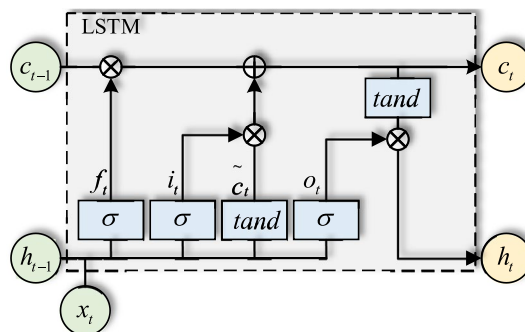 LSTM
c_{t-1}
c_t
tand
f_t
i_t
c̃_t
o_t
σ
σ
tand
σ
h_{t-1}
h_t
x_t